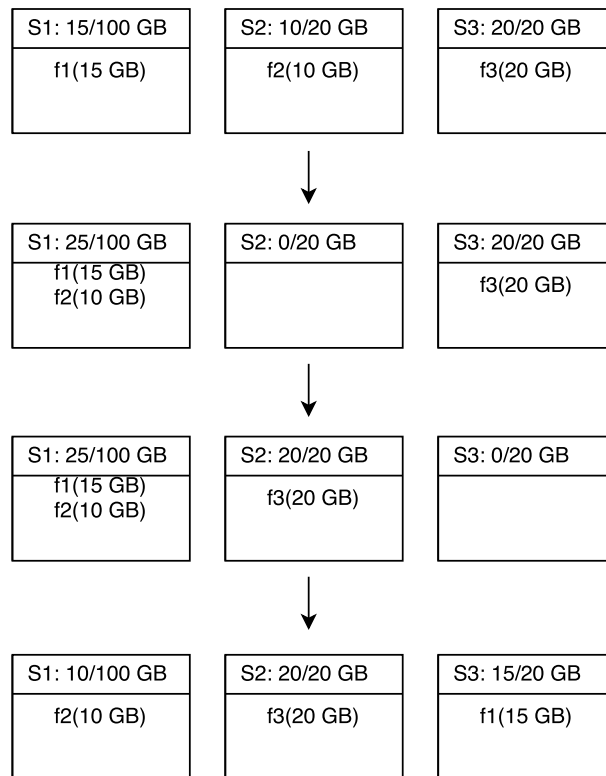 S1: 15/100 GB
f1(15 GB)
S2: 10/20 GB
f2(10 GB)
S3: 20/20 GB
f3(20 GB)
S1: 25/100 GB
f1(15 GB)
f2(10 GB)
S2: 0/20 GB
S3: 20/20 GB
f3(20 GB)
S1: 25/100 GB
f1(15 GB)
f2(10 GB)
S2: 20/20 GB
f3(20 GB)
S3: 0/20 GB
S1: 10/100 GB
f2(10 GB)
S2: 20/20 GB
f3(20 GB)
S3: 15/20 GB
f1(15 GB)